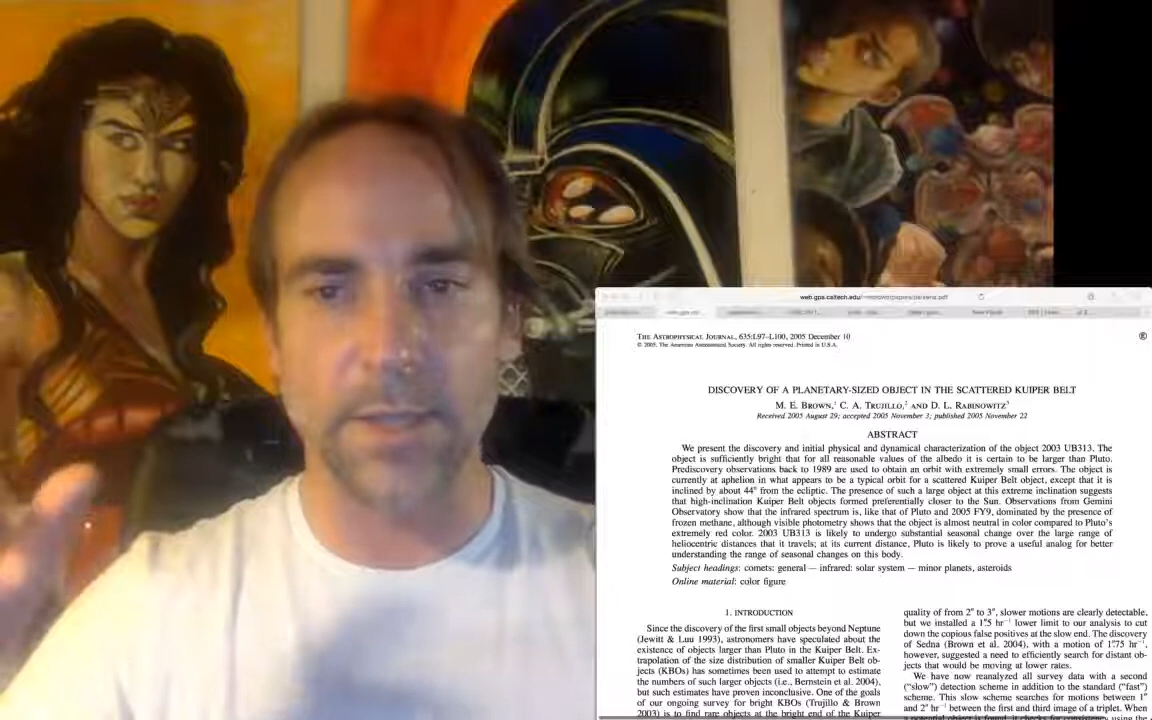 web.gps.caltech.edu/
THE ASTROPHYSICAL JOURNAL, 635:L97–L100, 2005 December 10
© 2005. The American Astronomical Society. All rights reserved. Printed in U.S.A.
DISCOVERY OF A PLANETARY-SIZED OBJECT IN THE SCATTERED KUIPER BELT
M. E. BROWN,¹ C. A. TRUJILLO,² AND D. L. RABINOWITZ³
Received 2005 August 29; accepted 2005 November 3; published 2005 November 22
ABSTRACT
We present the discovery and initial physical and dynamical characterization of the object 2003 UB313. The
object is sufficiently bright that for all reasonable values of the albedo it is certain to be larger than Pluto.
Prediscovery observations back to 1989 are used to obtain an orbit with extremely small errors. The object is
currently at aphelion in what appears to be a typical orbit for a scattered Kuiper Belt object, except that it is
inclined by about 44° from the ecliptic. The presence of such a large object at this extreme inclination suggests
that high-inclination Kuiper Belt objects formed preferentially closer to the Sun. Observations from Gemini
Observatory show that the infrared spectrum is, like that of Pluto and 2005 FY9, dominated by the presence of
frozen methane, although visible photometry shows that the object is almost neutral in color compared to Pluto's
extremely red color. 2003 UB313 is likely to undergo substantial seasonal change over the large range of
heliocentric distances that it travels; at its current distance, Pluto is likely to prove a useful analog for better
understanding the range of seasonal changes on this body.
Subject headings: comets: general — infrared: solar system — minor planets, asteroids
Online material: color figure
1. INTRODUCTION
Since the discovery of the first small objects beyond Neptune
(Jewitt & Luu 1993), astronomers have speculated about the
existence of objects larger than Pluto in the Kuiper Belt. Ex-
trapolation of the size distribution of smaller Kuiper Belt ob-
jects (KBOs) has sometimes been used to attempt to estimate
the numbers of such larger objects (i.e., Bernstein et al. 2004),
but such estimates have proven inconclusive. One of the goals
of our ongoing survey for bright KBOs (Trujillo & Brown
2003) is to find rare objects at the bright end of the Kuiper
quality of from 2″ to 3″, slower motions are clearly detectable,
but we installed a 1″.5 hr⁻¹ lower limit to our analysis to cut
down the copious false positives at the slow end. The discovery
of Sedna (Brown et al. 2004), with a motion of 1″.75 hr⁻¹,
however, suggested a need to efficiently search for distant ob-
jects that would be moving at lower rates.
We have now reanalyzed all survey data with a second
(“slow”) detection scheme in addition to the standard (“fast”)
scheme. This slow scheme searches for motions between 1″
and 2″ hr⁻¹ between the first and third image of a triplet. When
a potential object is found, it checks for consistency using the